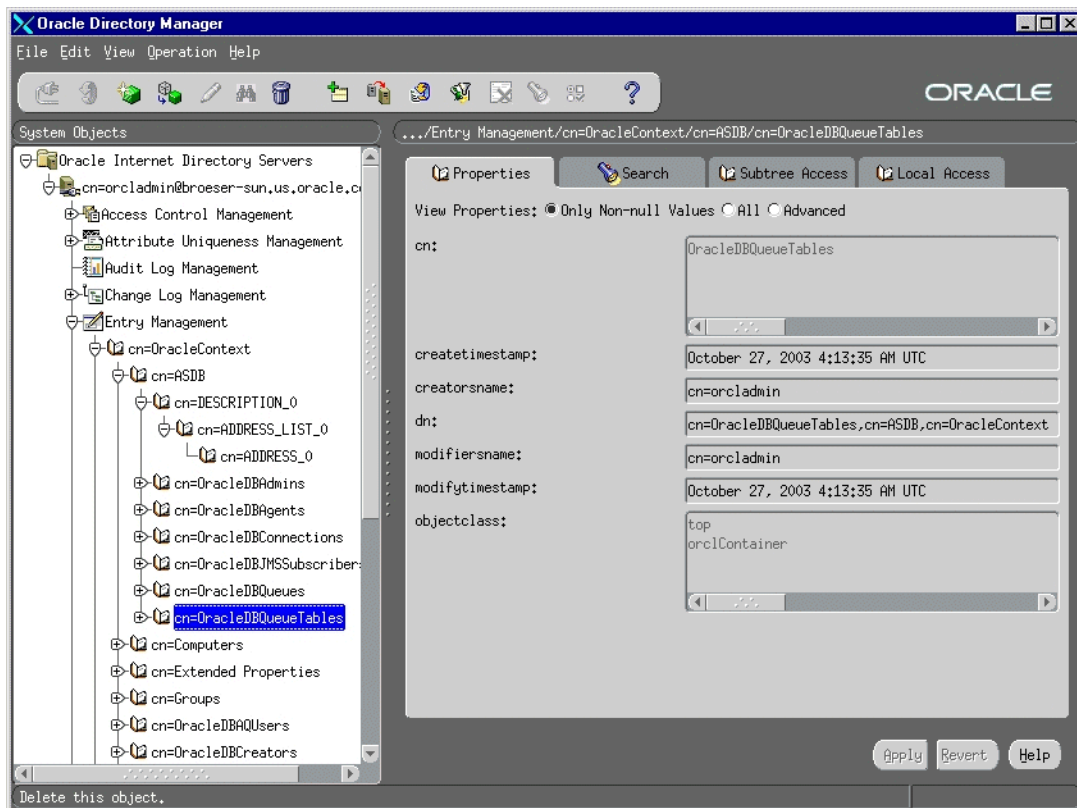 Oracle Directory Manager
File Edit View Operation Help
ORACLE
System Objects
Oracle Internet Directory Servers
cn=orcladmin@broeser-sun.us.oracle.c
Access Control Management
Attribute Uniqueness Management
Audit Log Management
Change Log Management
Entry Management
cn=OracleContext
cn=ASDB
cn=DESCRIPTION_0
cn=ADDRESS_LIST_0
cn=ADDRESS_0
cn=OracleDBAdmins
cn=OracleDBAgents
cn=OracleDBConnections
cn=OracleDBJMSSubscriber
cn=OracleDBQueues
cn=OracleDBQueueTables
cn=Computers
cn=Extended Properties
cn=Groups
cn=OracleDBAQUsers
cn=OracleDBCreators
.../Entry Management/cn=OracleContext/cn=ASDB/cn=OracleDBQueueTables
Properties Search Subtree Access Local Access
View Properties: Only Non-null Values All Advanced
cn: OracleDBQueueTables
createtimestamp: October 27, 2003 4:13:35 AM UTC
creatorsname: cn=orcladmin
dn: cn=OracleDBQueueTables,cn=ASDB,cn=OracleContext
modifiersname: cn=orcladmin
modifytimestamp: October 27, 2003 4:13:35 AM UTC
objectclass: top
orclContainer
Apply Revert Help
Delete this object.